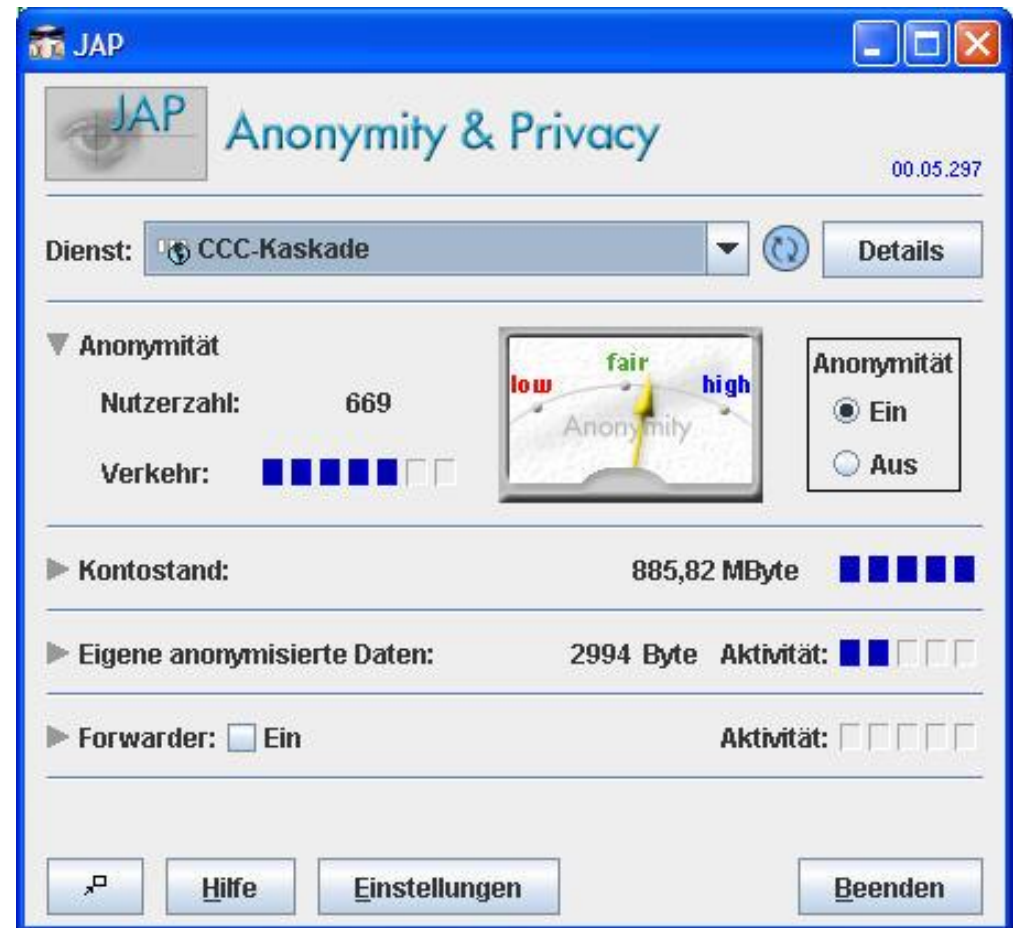 JAP
JAP Anonymity & Privacy
00.05.297
Dienst: CCC-Kaskade Details
Anonymität
Nutzerzahl: 669
Verkehr:
low fair high
Anonymity
Anonymität
Ein
Aus
Kontostand: 885,82 MByte
Eigene anonymisierte Daten: 2994 Byte Aktivität:
Forwarder: Ein Aktivität:
Hilfe Einstellungen Beenden